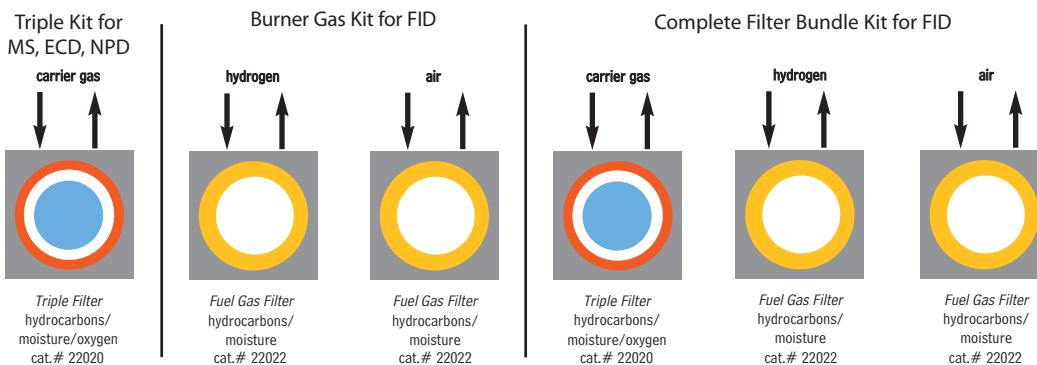 Triple Kit for
MS, ECD, NPD
carrier gas
Triple Filter
hydrocarbons/
moisture/oxygen
cat.# 22020
Burner Gas Kit for FID
hydrogen
Fuel Gas Filter
hydrocarbons/
moisture
cat.# 22022
air
Fuel Gas Filter
hydrocarbons/
moisture
cat.# 22022
Complete Filter Bundle Kit for FID
carrier gas
Triple Filter
hydrocarbons/
moisture/oxygen
cat.# 22020
hydrogen
Fuel Gas Filter
hydrocarbons/
moisture
cat.# 22022
air
Fuel Gas Filter
hydrocarbons/
moisture
cat.# 22022